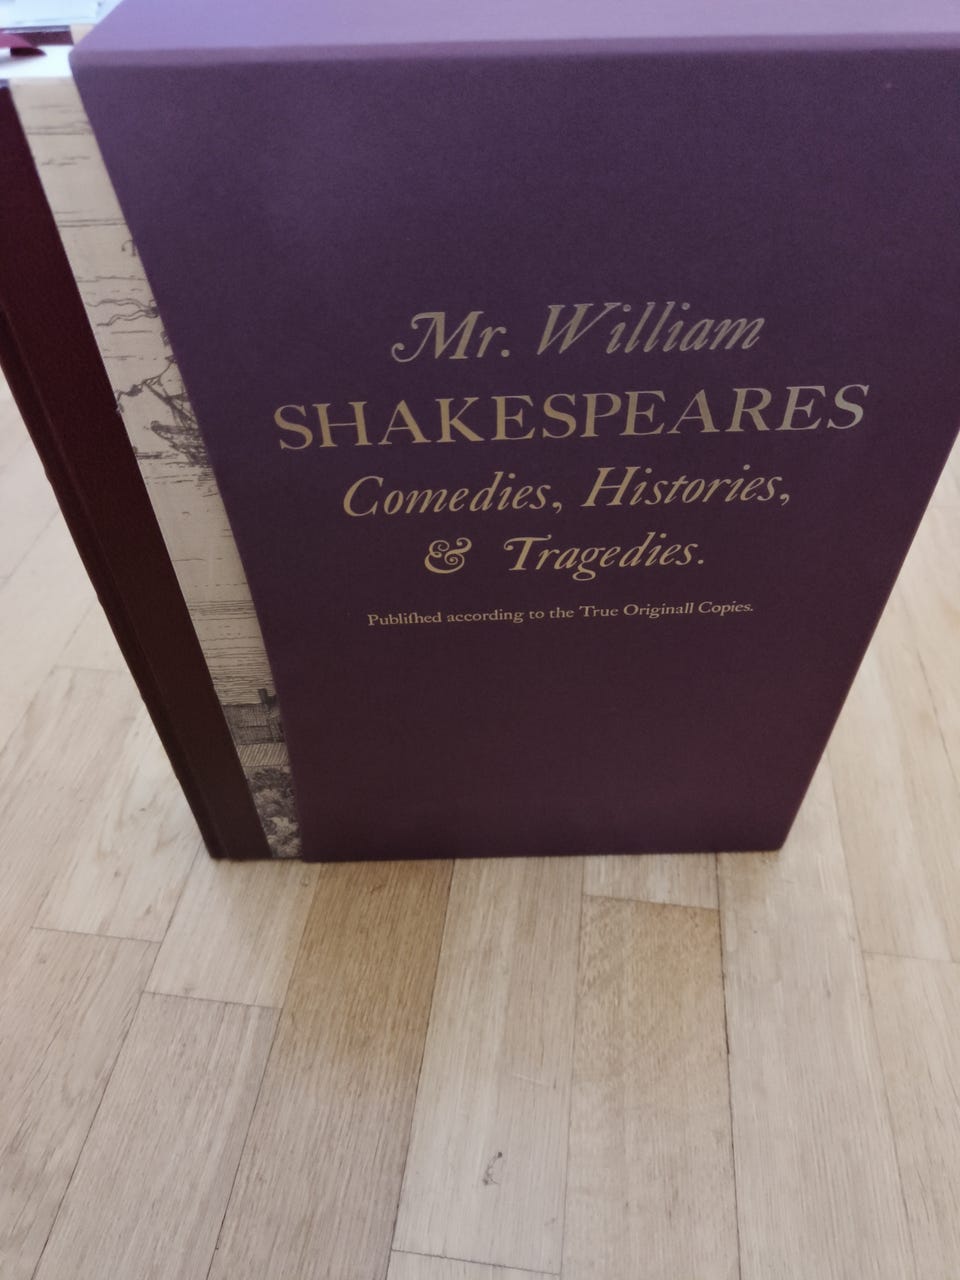 Mr. William
SHAKESPEARES
Comedies, Histories,
& Tragedies.
Publiſhed according to the True Originall Copies.